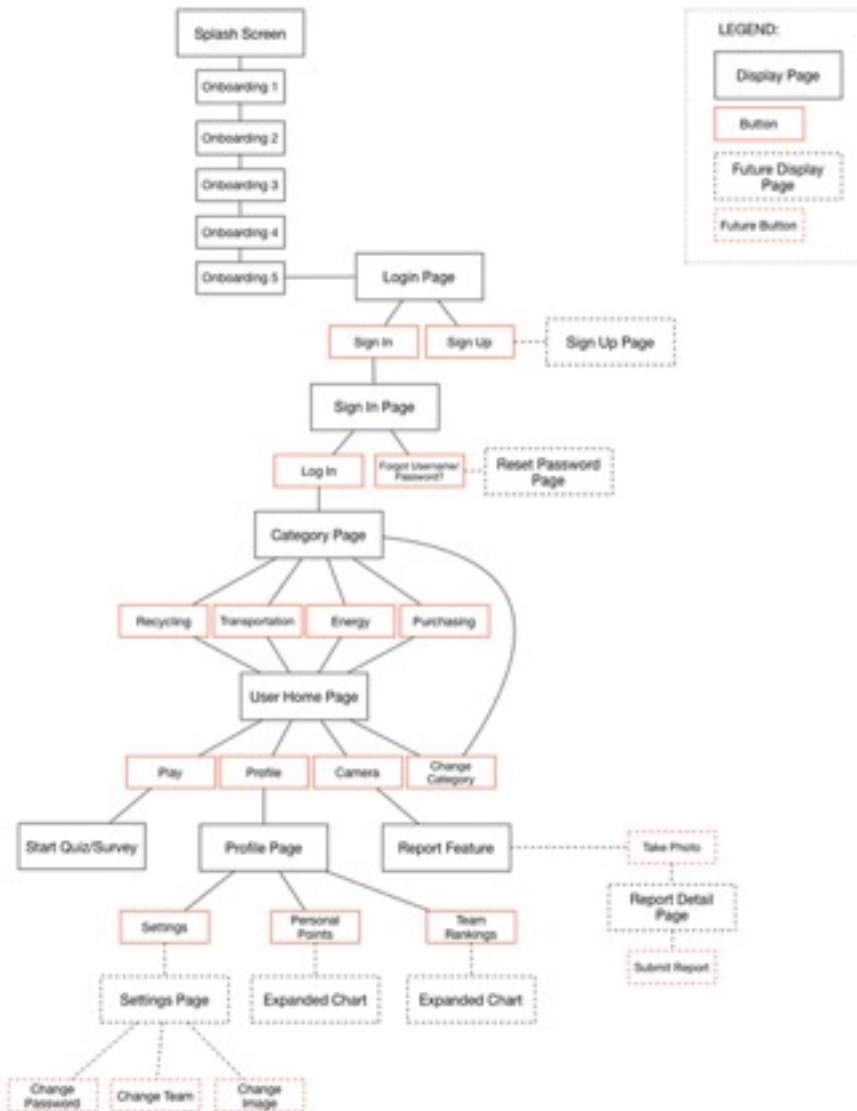 Splash Screen
LEGEND:
Display Page
Button
Future Display
Page
Future Button
Onboarding 1
Onboarding 2
Onboarding 3
Onboarding 4
Onboarding 5
Login Page
Sign In
Sign Up
Sign Up Page
Sign In Page
Log In
Forgot Username/
Password?
Reset Password
Page
Category Page
Recycling
Transportation
Energy
Purchasing
User Home Page
Play
Profile
Camera
Change
Category
Start Quiz/Survey
Profile Page
Report Feature
Take Photo
Report Detail
Page
Submit Report
Settings
Personal
Points
Team
Rankings
Settings Page
Expanded Chart
Expanded Chart
Change
Password
Change Team
Change
Image